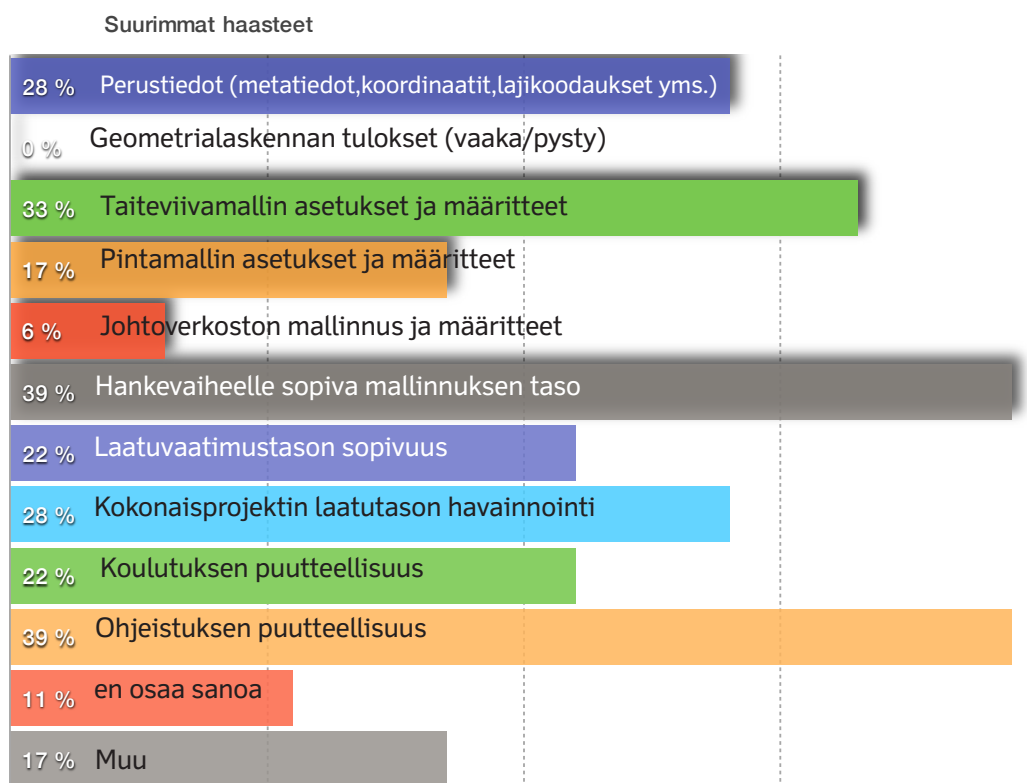 Suurimmat haasteet
28 % Perustiedot (metatiedot,koordinaatit,lajikoodaukset yms.)
0 % Geometrialaskennan tulokset (vaaka/pysty)
33 % Taiteviivamallin asetukset ja määritteet
17 % Pintamallin asetukset ja määritteet
6 % Johtoverkoston mallinnus ja määritteet
39 % Hankevaiheelle sopiva mallinnuksen taso
22 % Laatuvaatimustason sopivuus
28 % Kokonaisprojektin laatutason havainnointi
22 % Koulutuksen puutteellisuus
39 % Ohjeistuksen puutteellisuus
11 % en osaa sanoa
17 % Muu